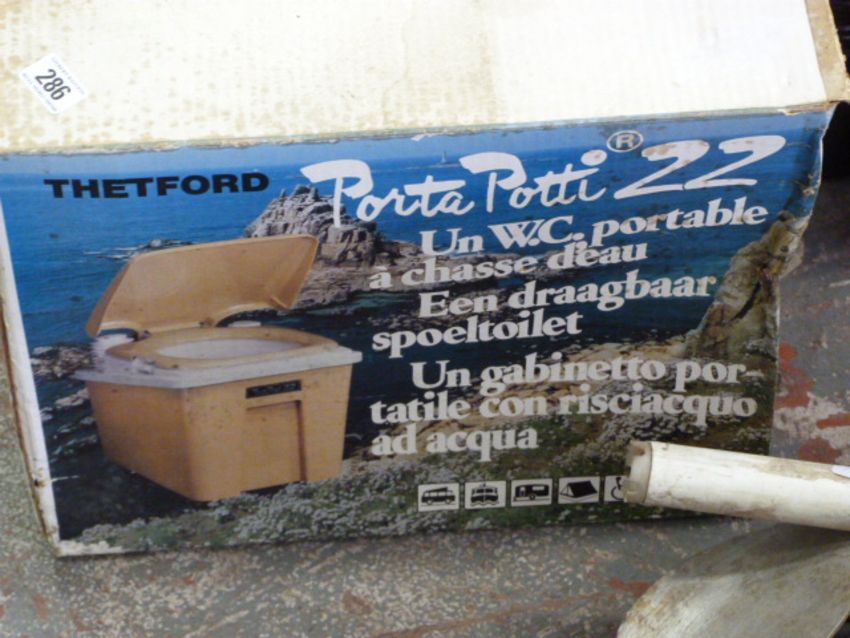 286
THETFORD
Porta Potti® 22
Un W.C. portable
à chasse d'eau
Een draagbaar
spoeltoilet
Un gabinetto por-
tatile con risciacquo
ad acqua